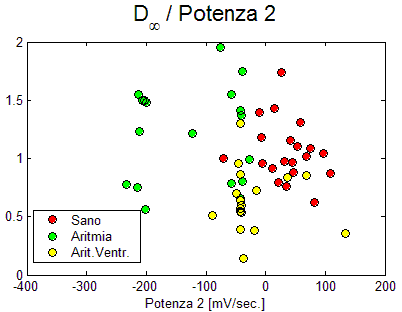 D∞ / Potenza 2
2
1.5
1
0.5
0
Sano
Aritmia
Arit.Ventr.
-400 -300 -200 -100 0 100 200
Potenza 2 [mV/sec.]